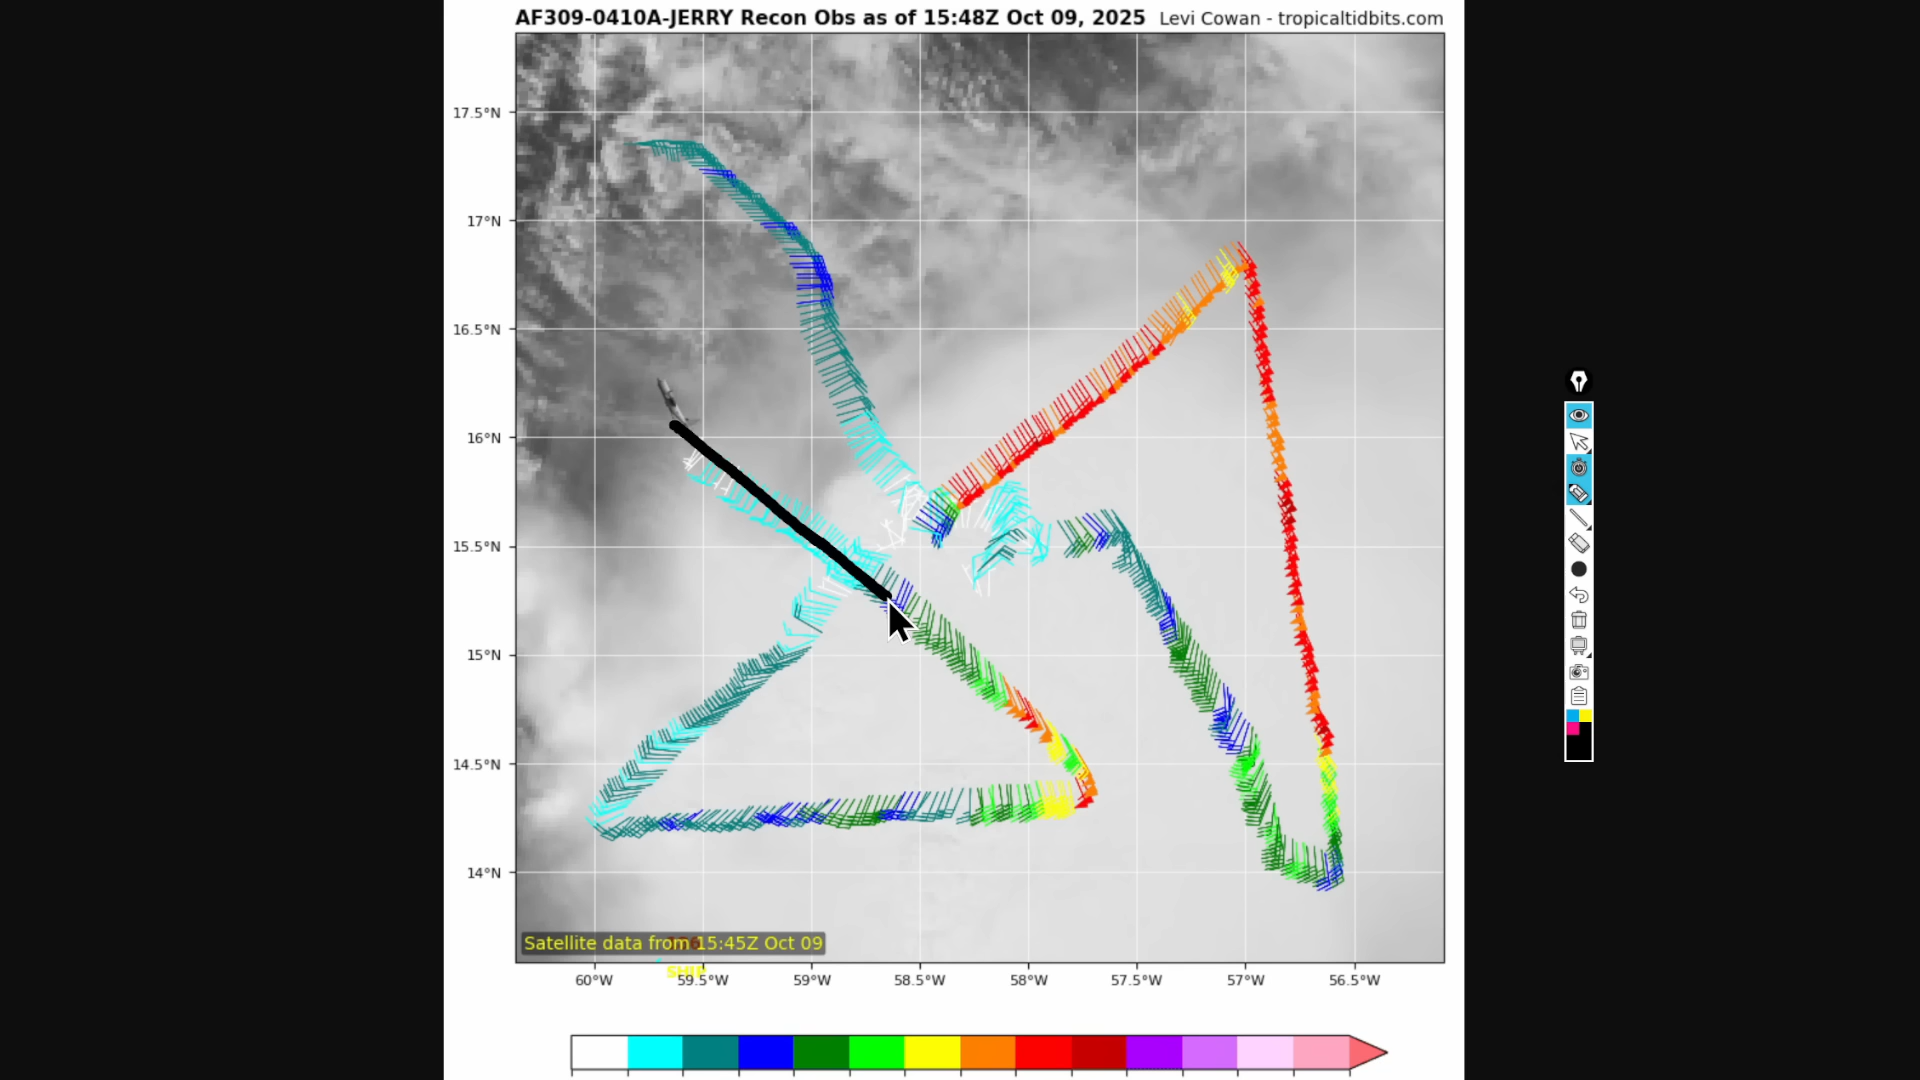 AF309-0410A-JERRY Recon Obs as of 15:48Z Oct 09, 2025 Levi Cowan - tropicaltidbits.com
17.5°N
17°N
16.5°N
16°N
15.5°N
15°N
14.5°N
14°N
Satellite data from 15:45Z Oct 09
SHIP
60°W 59.5°W 59°W 58.5°W 58°W 57.5°W 57°W 56.5°W